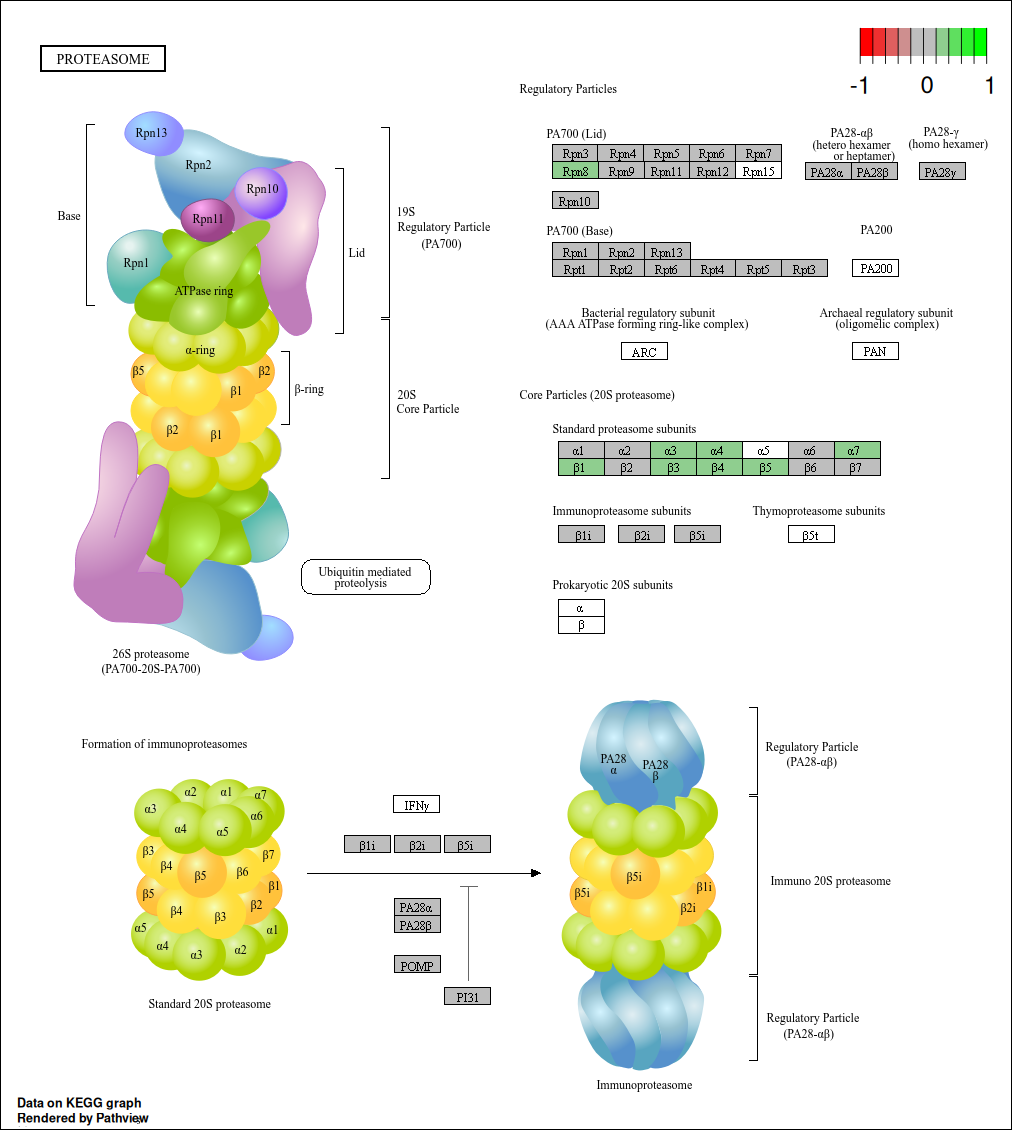 PROTEASOME
-1 0 1
Regulatory Particles
PA700 (Lid)
Rpn3 Rpn4 Rpn5 Rpn6 Rpn7
Rpn8 Rpn9 Rpn11 Rpn12 Rpn15
Rpn10
PA28-αβ
(hetero hexamer
or heptamer)
PA28α PA28β
PA28-γ
(homo hexamer)
PA28γ
PA700 (Base)
Rpn1 Rpn2 Rpn13
Rpt1 Rpt2 Rpt6 Rpt4 Rpt5 Rpt3
PA200
PA200
Bacterial regulatory subunit
(AAA ATPase forming ring-like complex)
ARC
Archaeal regulatory subunit
(oligomelic complex)
PAN
Core Particles (20S proteasome)
Standard proteasome subunits
α1 α2 α3 α4 α5 α6 α7
β1 β2 β3 β4 β5 β6 β7
Immunoproteasome subunits
β1i β2i β5i
Thymoproteasome subunits
β5t
Prokaryotic 20S subunits
α
β
Rpn13
Rpn2
Rpn10
Rpn11
Base
Rpn1
ATPase ring
Lid
19S
Regulatory Particle
(PA700)
α-ring
β5 β2
β1
β-ring
β2 β1
20S
Core Particle
Ubiquitin mediated
proteolysis
26S proteasome
(PA700-20S-PA700)
Formation of immunoproteasomes
α3 α2 α1 α7
α4 α5 α6
β3 β4 β5 β6 β7
β5 β4 β3 β2 β1
α5 α4 α3 α2 α1
Standard 20S proteasome
IFNγ
β1i β2i β5i
PA28α
PA28β
POMP
PI31
PA28
α
PA28
β
Regulatory Particle
(PA28-αβ)
β5i
β5i β1i
β2i
Immuno 20S proteasome
Regulatory Particle
(PA28-αβ)
Immunoproteasome
Data on KEGG graph
Rendered by Pathview